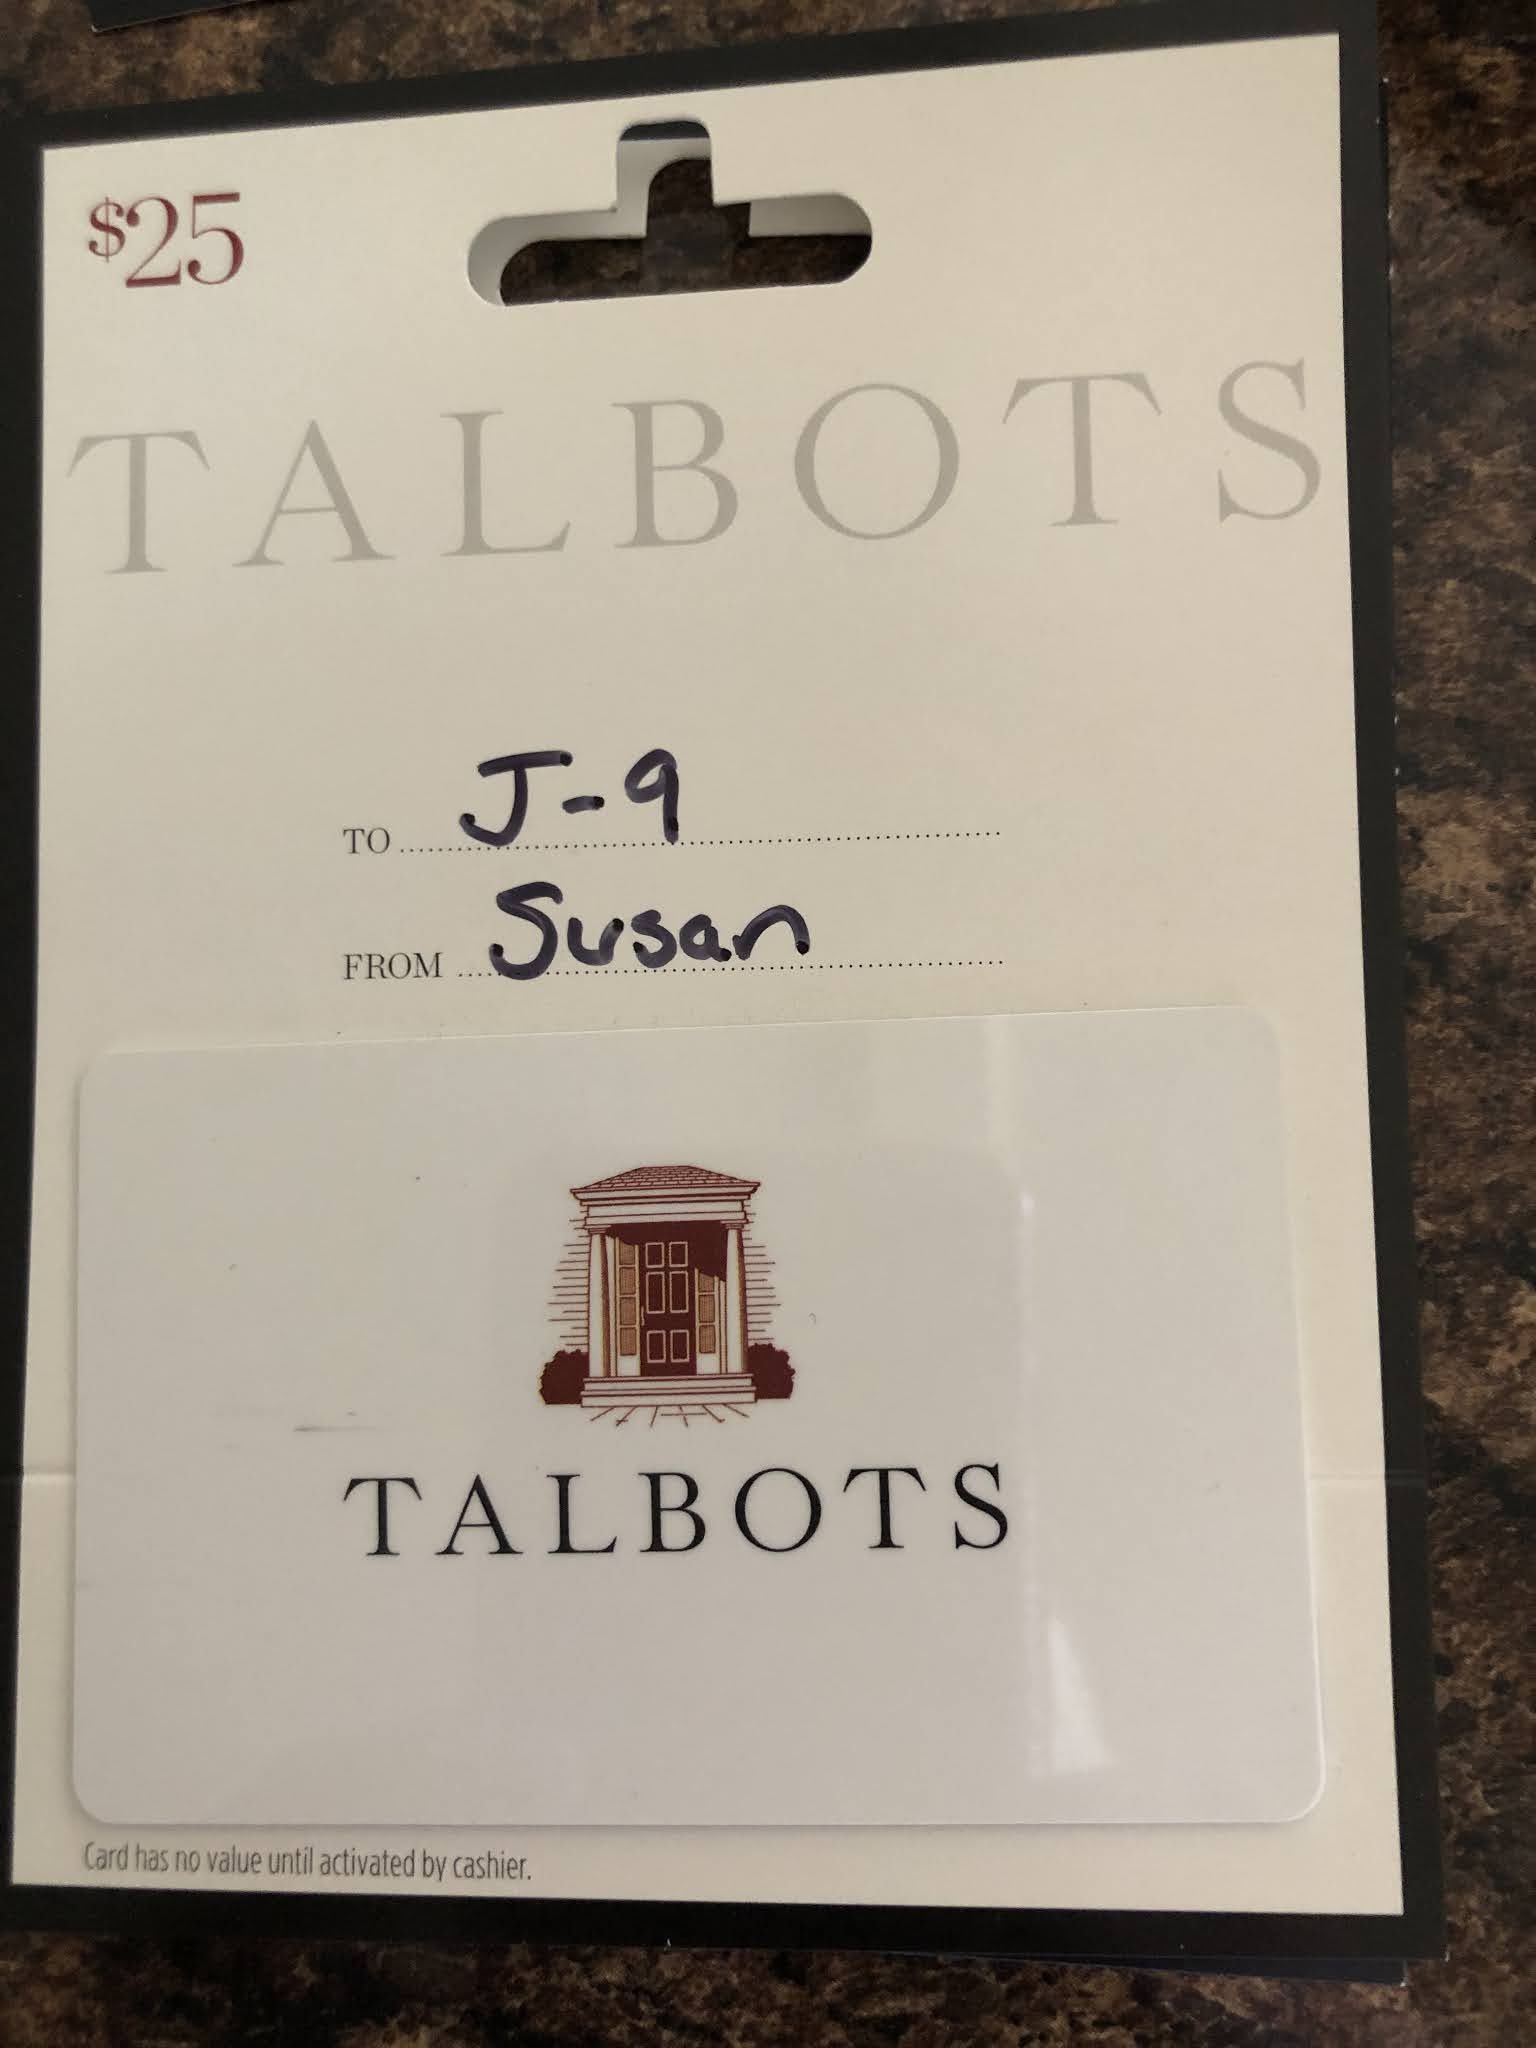 $25
TALBOTS
TO J-9
FROM Susan
TALBOTS
Card has no value until activated by cashier.